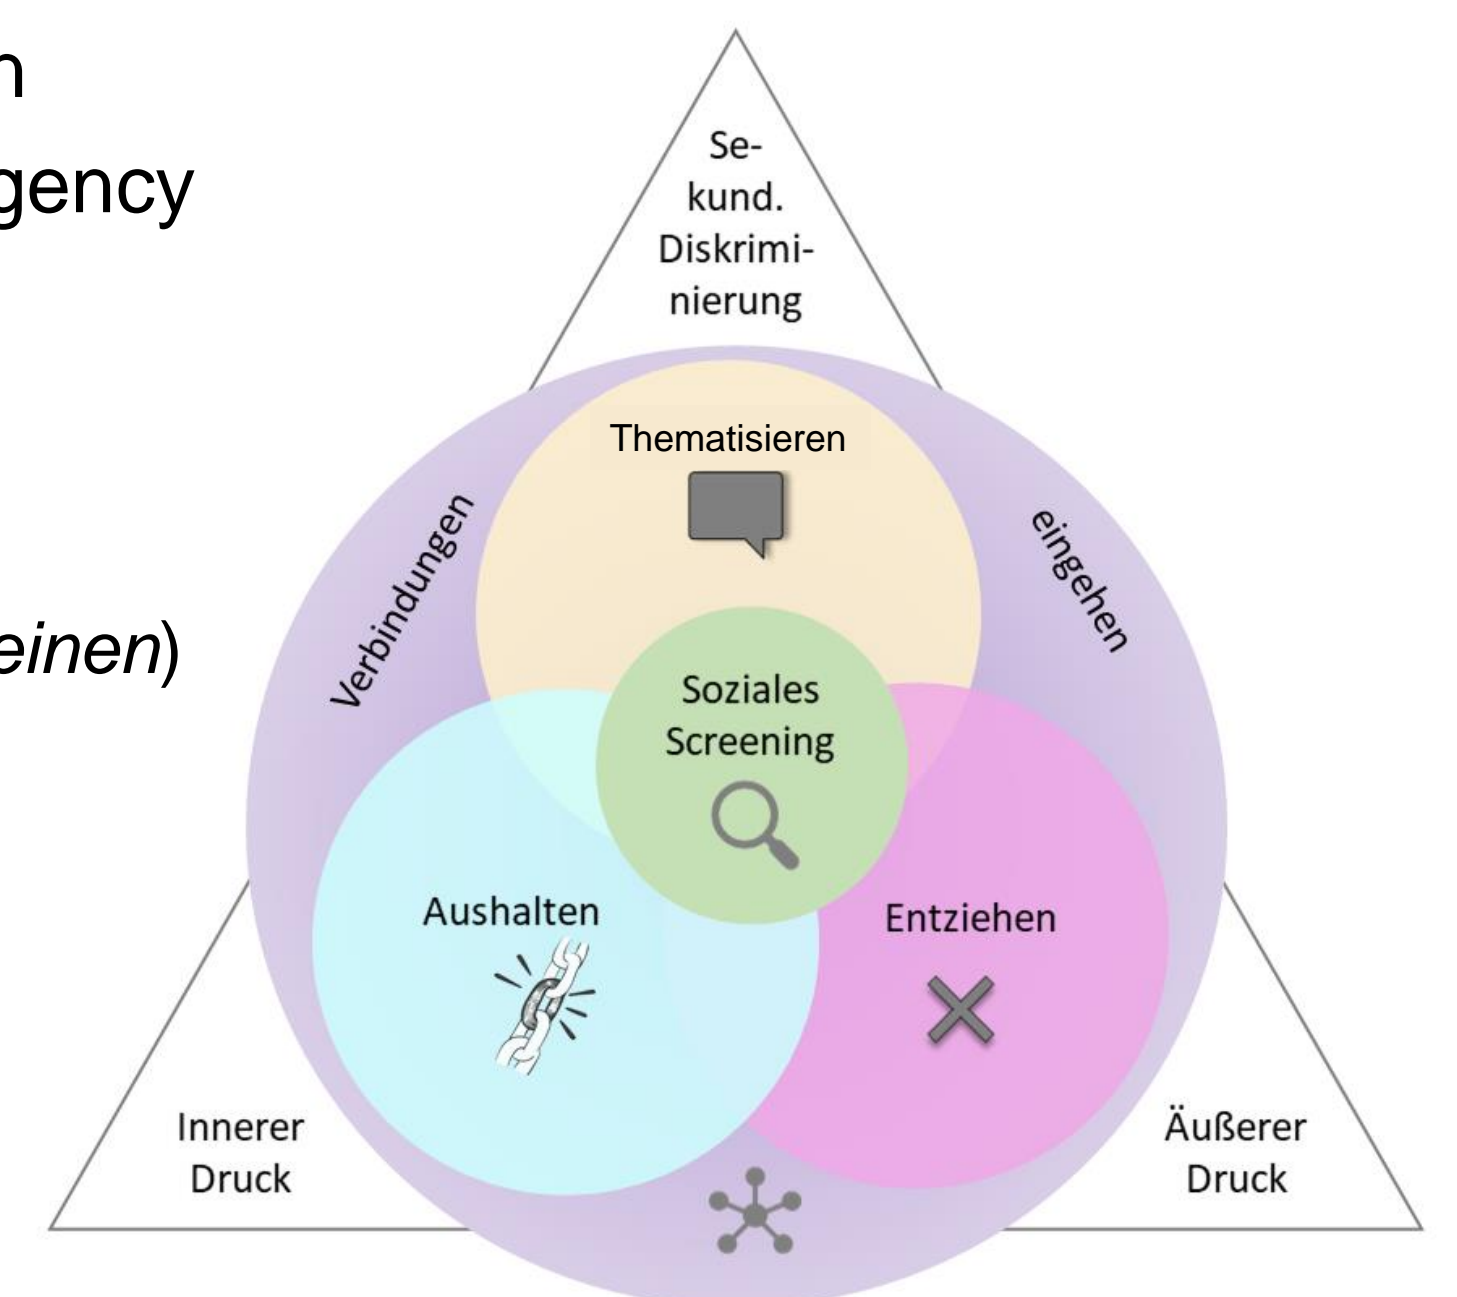 n
gency
einen)
Se-
kund.
Diskrimi-
nierung
Thematisieren
Verbindungen
eingehen
Soziales
Screening
Aushalten
Entziehen
Innerer
Druck
Äußerer
Druck